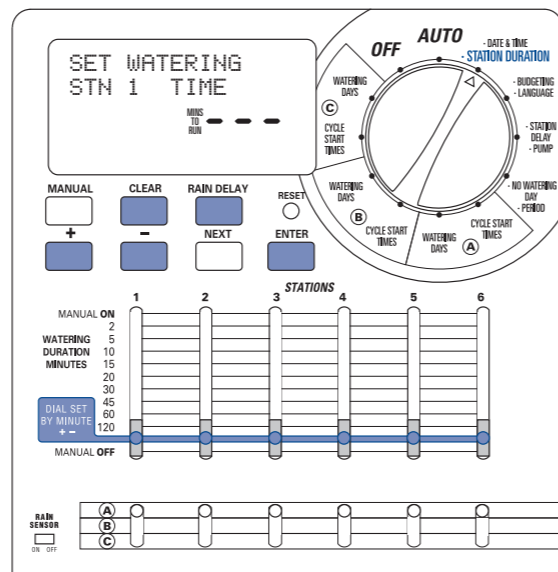 SET WATERING
STN 1 TIME
MINS
TO
RUN
---
MANUAL
CLEAR
RAIN DELAY
RESET
+
-
NEXT
ENTER
OFF
AUTO
- DATE & TIME
- STATION DURATION
- BUDGETING
- LANGUAGE
- STATION
DELAY
- PUMP
- NO WATERING
DAY
- PERIOD
CYCLE START
TIMES
A
WATERING
DAYS
CYCLE START
TIMES
B
WATERING
DAYS
CYCLE
START
TIMES
C
WATERING
DAYS
STATIONS
1 2 3 4 5 6
MANUAL ON
2
5
10
15
20
30
45
60
120
WATERING
DURATION
MINUTES
DIAL SET
BY MINUTE
+ -
MANUAL OFF
A
B
C
RAIN
SENSOR
ON OFF